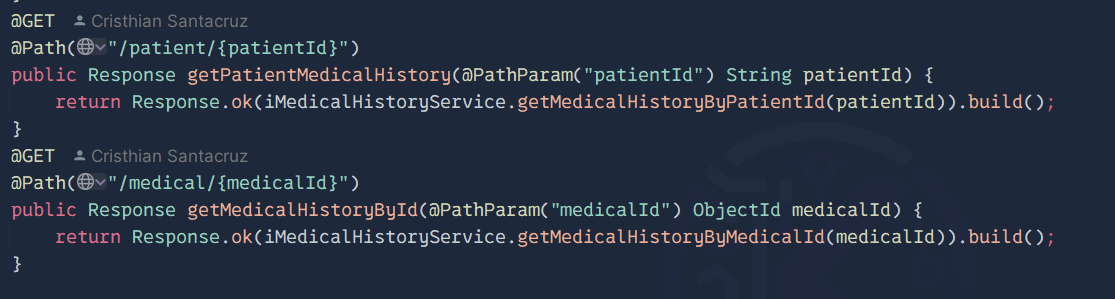 @GET Cristhian Santacruz
@Path("/patient/{patientId}")
public Response getPatientMedicalHistory(@PathParam("patientId") String patientId) {
    return Response.ok(iMedicalHistoryService.getMedicalHistoryByPatientId(patientId)).build();
}
@GET Cristhian Santacruz
@Path("/medical/{medicalId}")
public Response getMedicalHistoryById(@PathParam("medicalId") ObjectId medicalId) {
    return Response.ok(iMedicalHistoryService.getMedicalHistoryByMedicalId(medicalId)).build();
}